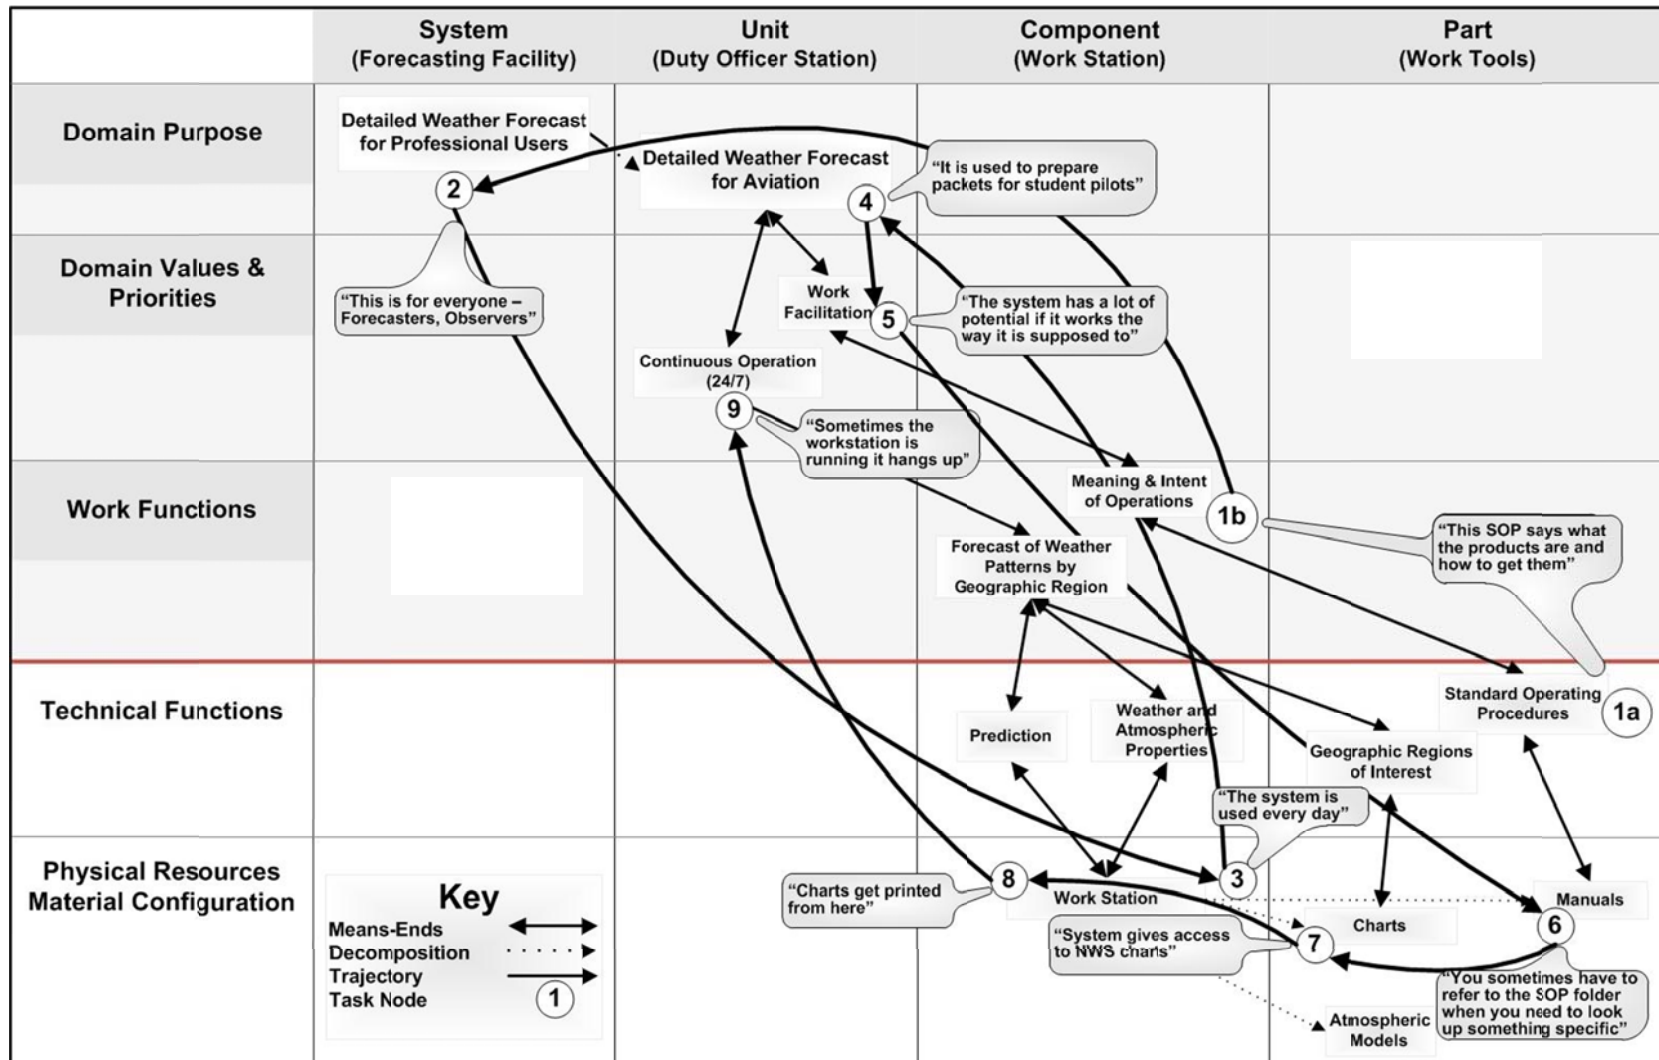 System
(Forecasting Facility)
Unit
(Duty Officer Station)
Component
(Work Station)
Part
(Work Tools)
Domain Purpose
Detailed Weather Forecast
for Professional Users
2
Detailed Weather Forecast
for Aviation
4
“It is used to prepare
packets for student pilots”
Domain Values &
Priorities
“This is for everyone –
Forecasters, Observers”
Work
Facilitation
5
“The system has a lot of
potential if it works the
way it is supposed to”
Continuous Operation
(24/7)
9
“Sometimes the
workstation is
running it hangs up”
Work Functions
Meaning & Intent
of Operations
1b
“This SOP says what
the products are and
how to get them”
Forecast of Weather
Patterns by
Geographic Region
Technical Functions
Prediction
Weather and
Atmospheric
Properties
Standard Operating
Procedures
1a
Geographic Regions
of Interest
“The system is
used every day”
Physical Resources
Material Configuration
Key
Means-Ends
Decomposition
Trajectory
Task Node
1
“Charts get printed
from here”
8
Work Station
3
Manuals
Charts
6
7
“System gives access
to NWS charts”
“You sometimes have to
refer to the SOP folder
when you need to look
up something specific”
Atmospheric
Models